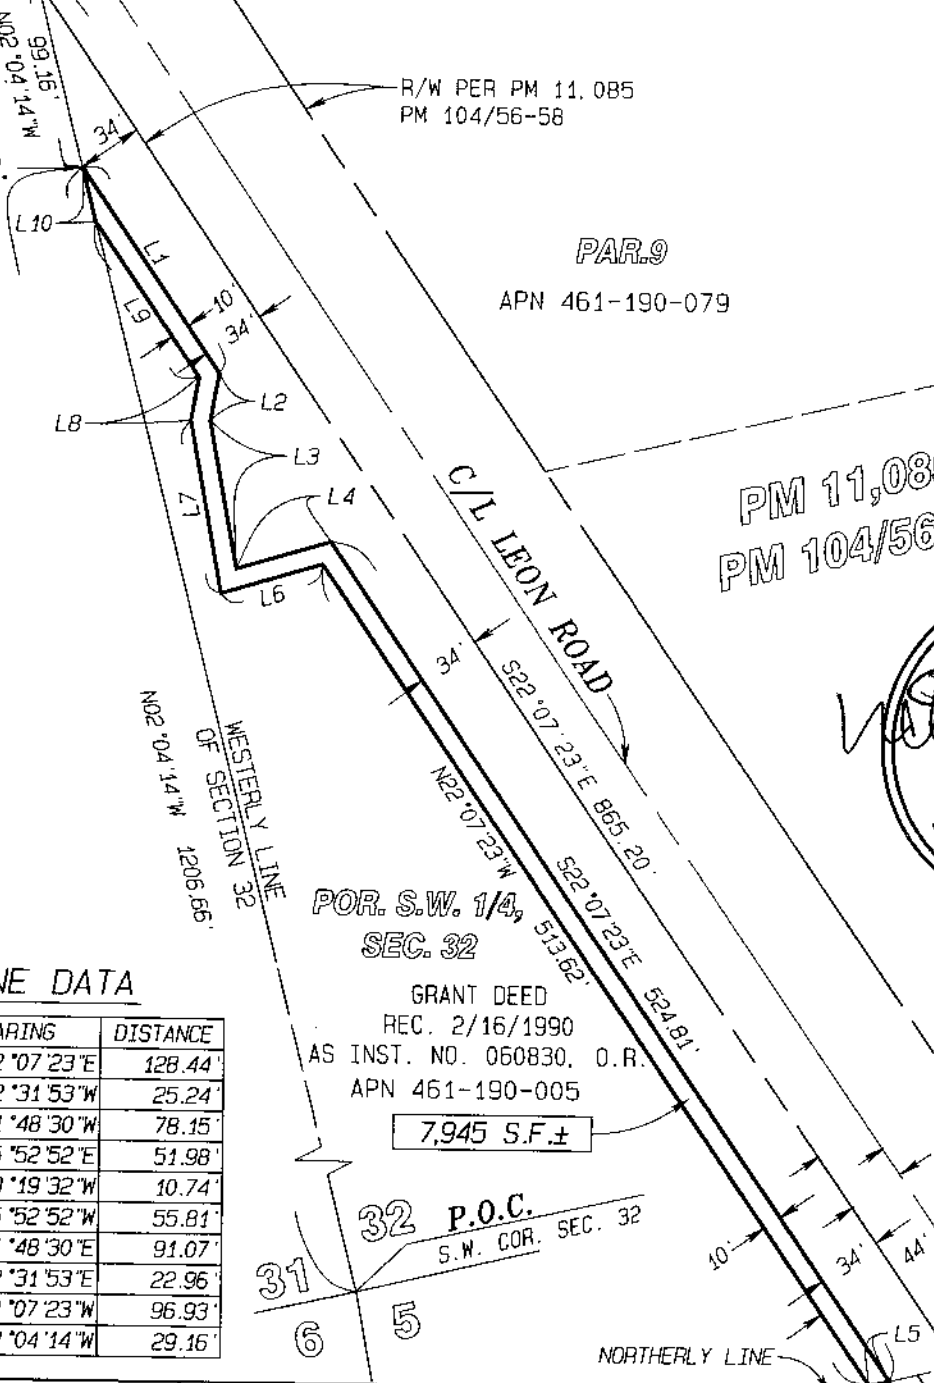 99.16'
N02°04'14"W
34'
R/W PER PM 11,085
PM 104/56-58
L10
L1
PAR.9
APN 461-190-079
L9
10'
34'
L8
L2
L3
L7
L4
C/L LEON ROAD
PM 11,08
PM 104/56
L6
34'
S22°07'23"E 865.20'
N02°04'14"W 1206.66'
WESTERLY LINE
OF SECTION 32
N22°07'23"W 513.62'
S22°07'23"E 524.81'
POR. S.W. 1/4,
SEC. 32
GRANT DEED
REC. 2/16/1990
AS INST. NO. 060830, O.R.
APN 461-190-005
7,945 S.F.±
NE DATA
ARING DISTANCE
°07'23"E 128.44'
°31'53"W 25.24'
°48'30"W 78.15'
°52'52"E 51.98'
°19'32"W 10.74'
°52'52"W 55.81'
°48'30"E 91.07'
°31'53"E 22.96'
°07'23"W 96.93'
°04'14"W 29.16'
32 P.O.C.
S.W. COR. SEC. 32
31
6
5
10'
34'
44'
L5
NORTHERLY LINE